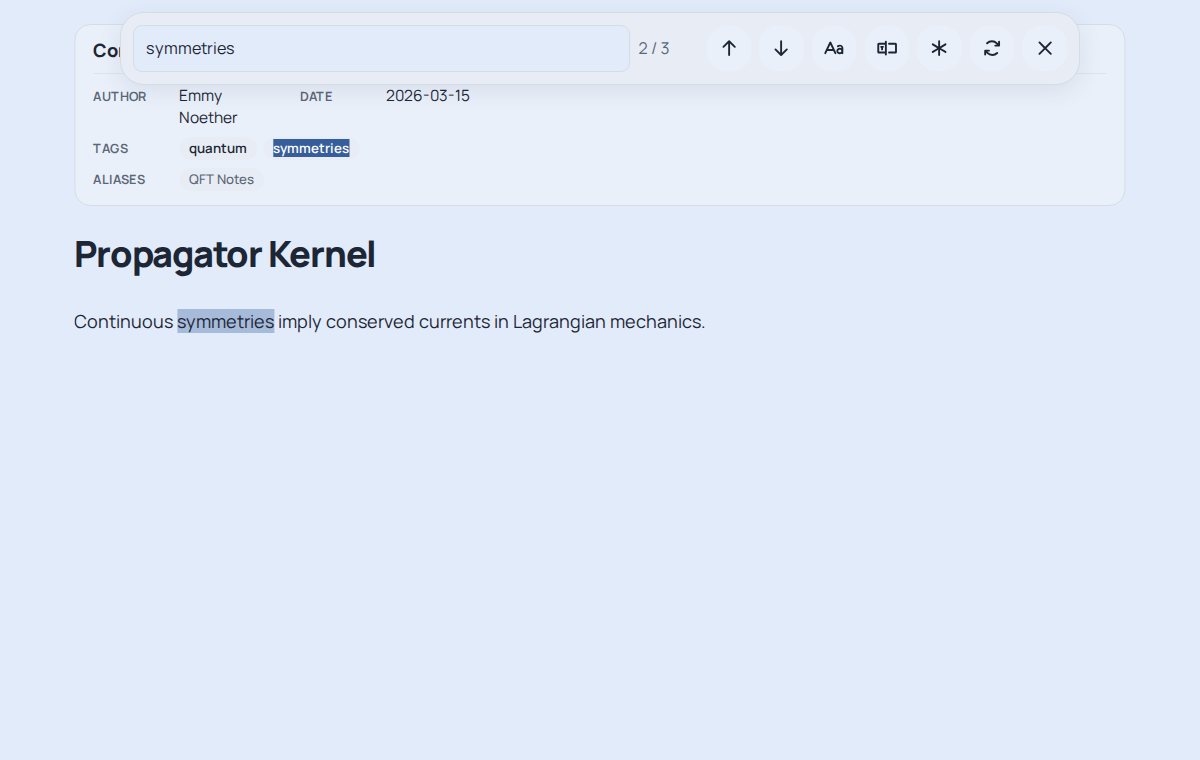 symmetries 2 / 3 Aa
AUTHOR Emmy Noether DATE 2026-03-15
TAGS quantum symmetries
ALIASES QFT Notes
Propagator Kernel
Continuous symmetries imply conserved currents in Lagrangian mechanics.